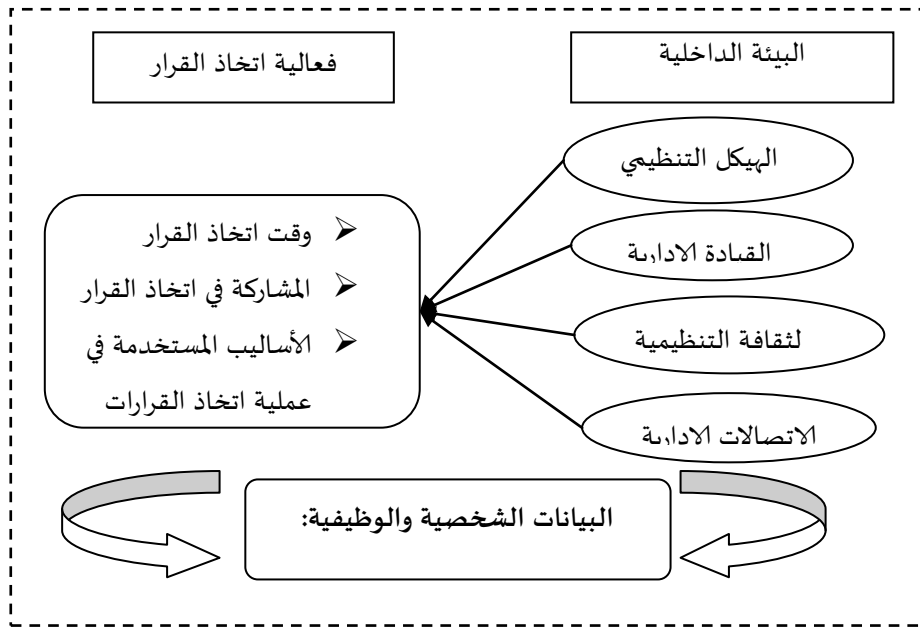 البيئة الداخلية
فعالية اتخاذ القرار
الهيكل التنظيمي
القيادة الادارية
لثقافة التنظيمية
الاتصالات الادارية
وقت اتخاذ القرار
المشاركة في اتخاذ القرار
الأساليب المستخدمة في
عملية اتخاذ القرارات
البيانات الشخصية والوظيفية: